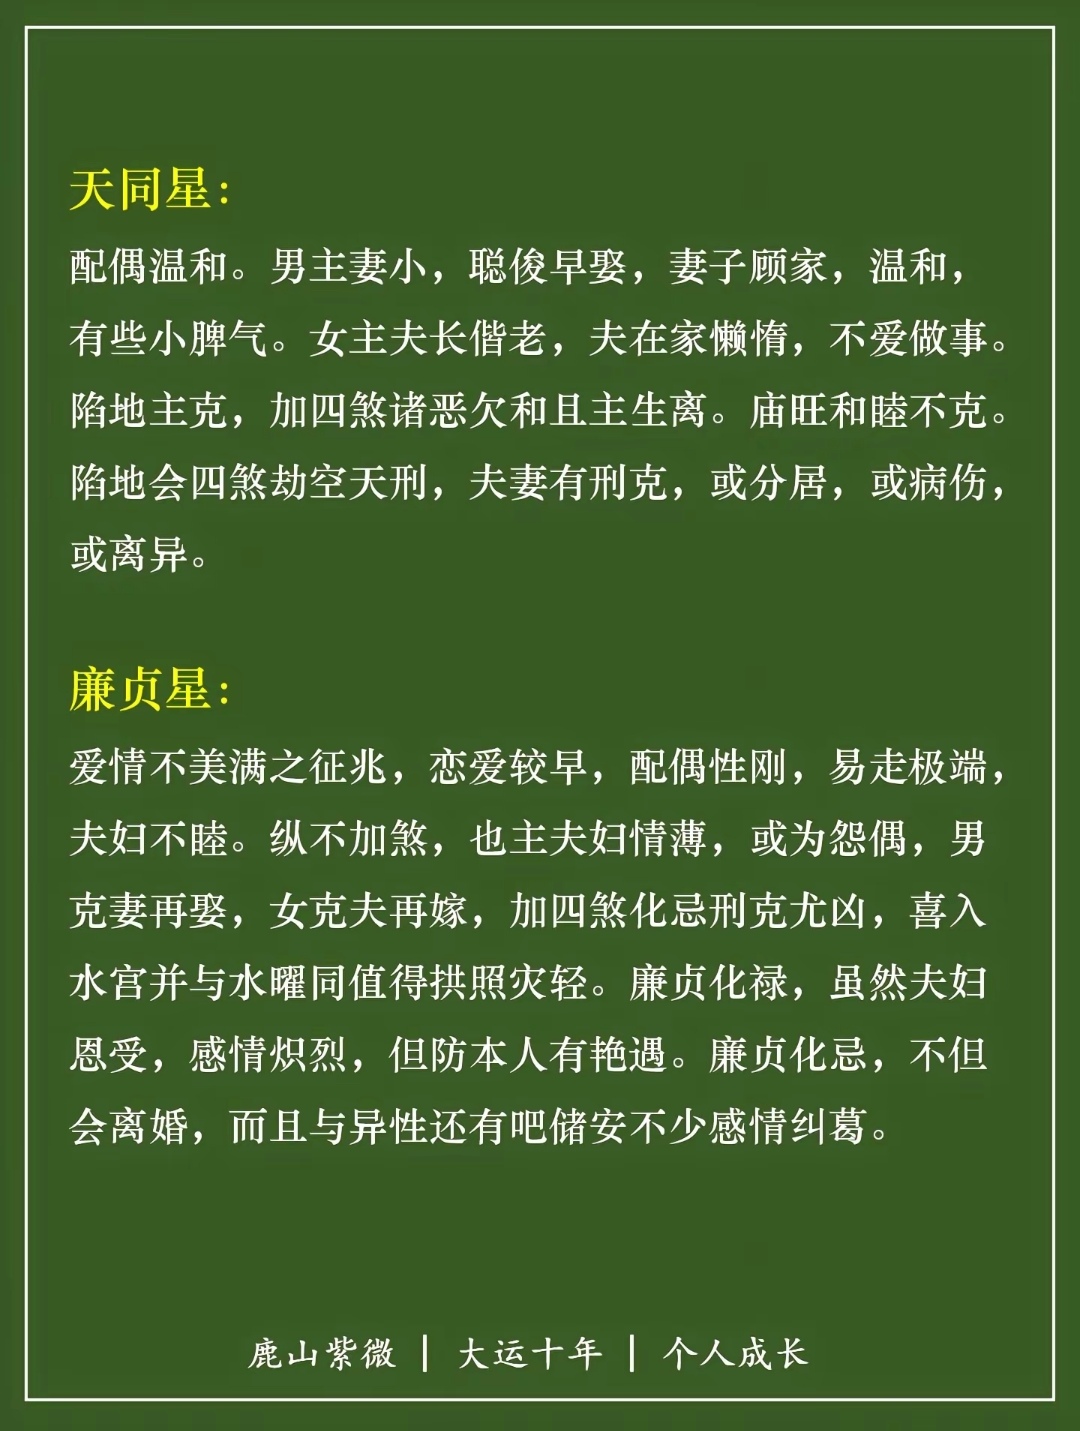 天同星：
配偶温和。男主妻小，聪俊早娶，妻子顾家，温和，
有些小脾气。女主夫长偕老，夫在家懒惰，不爱做事。
陷地主克，加四煞诸恶欠和且主生离。庙旺和睦不克。
陷地会四煞劫空天刑，夫妻有刑克，或分居，或病伤，
或离异。
廉贞星：
爱情不美满之征兆，恋爱较早，配偶性刚，易走极端，
夫妇不睦。纵不加煞，也主夫妇情薄，或为怨偶，男
克妻再娶，女克夫再嫁，加四煞化忌刑克尤凶，喜入
水宫并与水曜同值得拱照灾轻。廉贞化禄，虽然夫妇
恩受，感情炽烈，但防本人有艳遇。廉贞化忌，不但
会离婚，而且与异性还有吧储安不少感情纠葛。
鹿山紫微 | 大运十年 | 个人成长